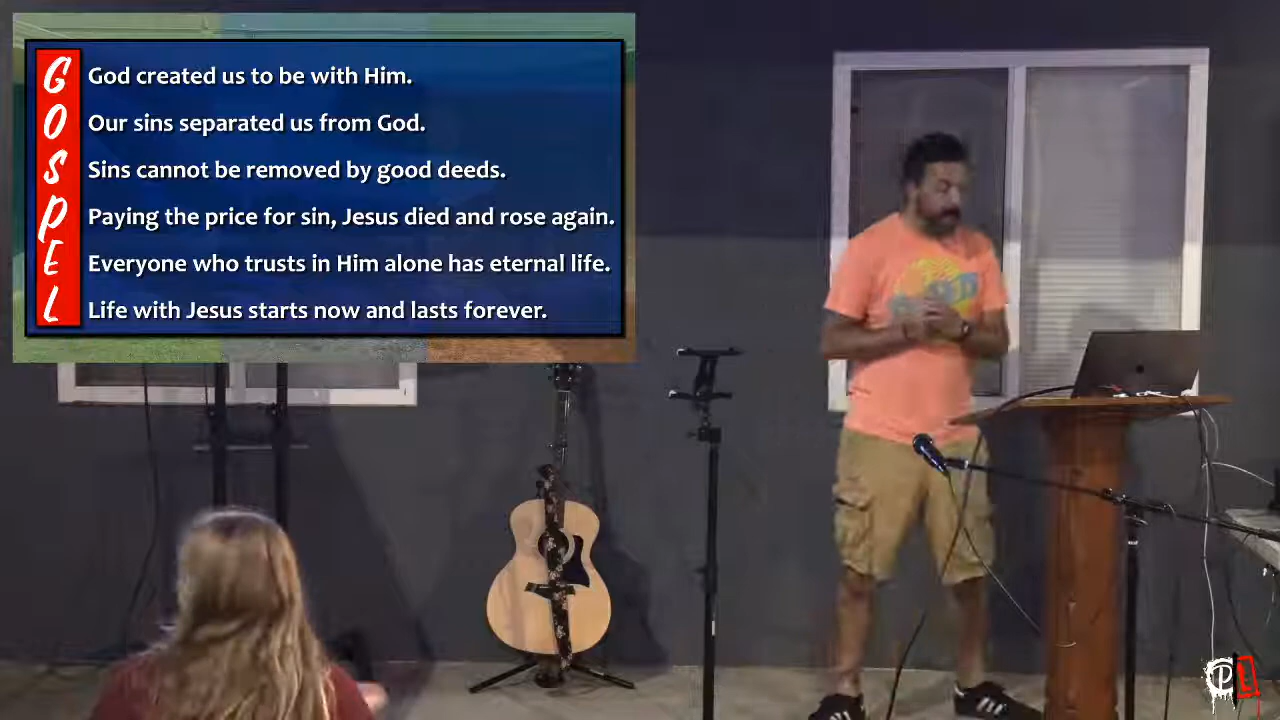 G God created us to be with Him.
O Our sins separated us from God.
S Sins cannot be removed by good deeds.
P Paying the price for sin, Jesus died and rose again.
E Everyone who trusts in Him alone has eternal life.
L Life with Jesus starts now and lasts forever.
PE